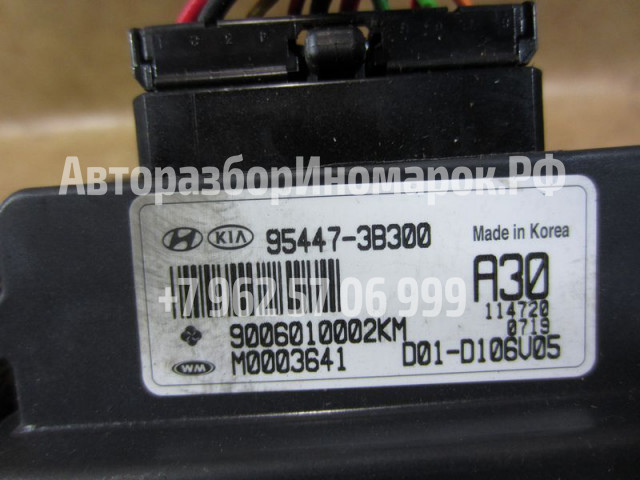 АвторазборИномарок.РФ
KIA 95447-3B300 Made in Korea
A30
+7 962 57 06 999
114720
0719
9006010002KM
WM M0003641 D01-D106V05